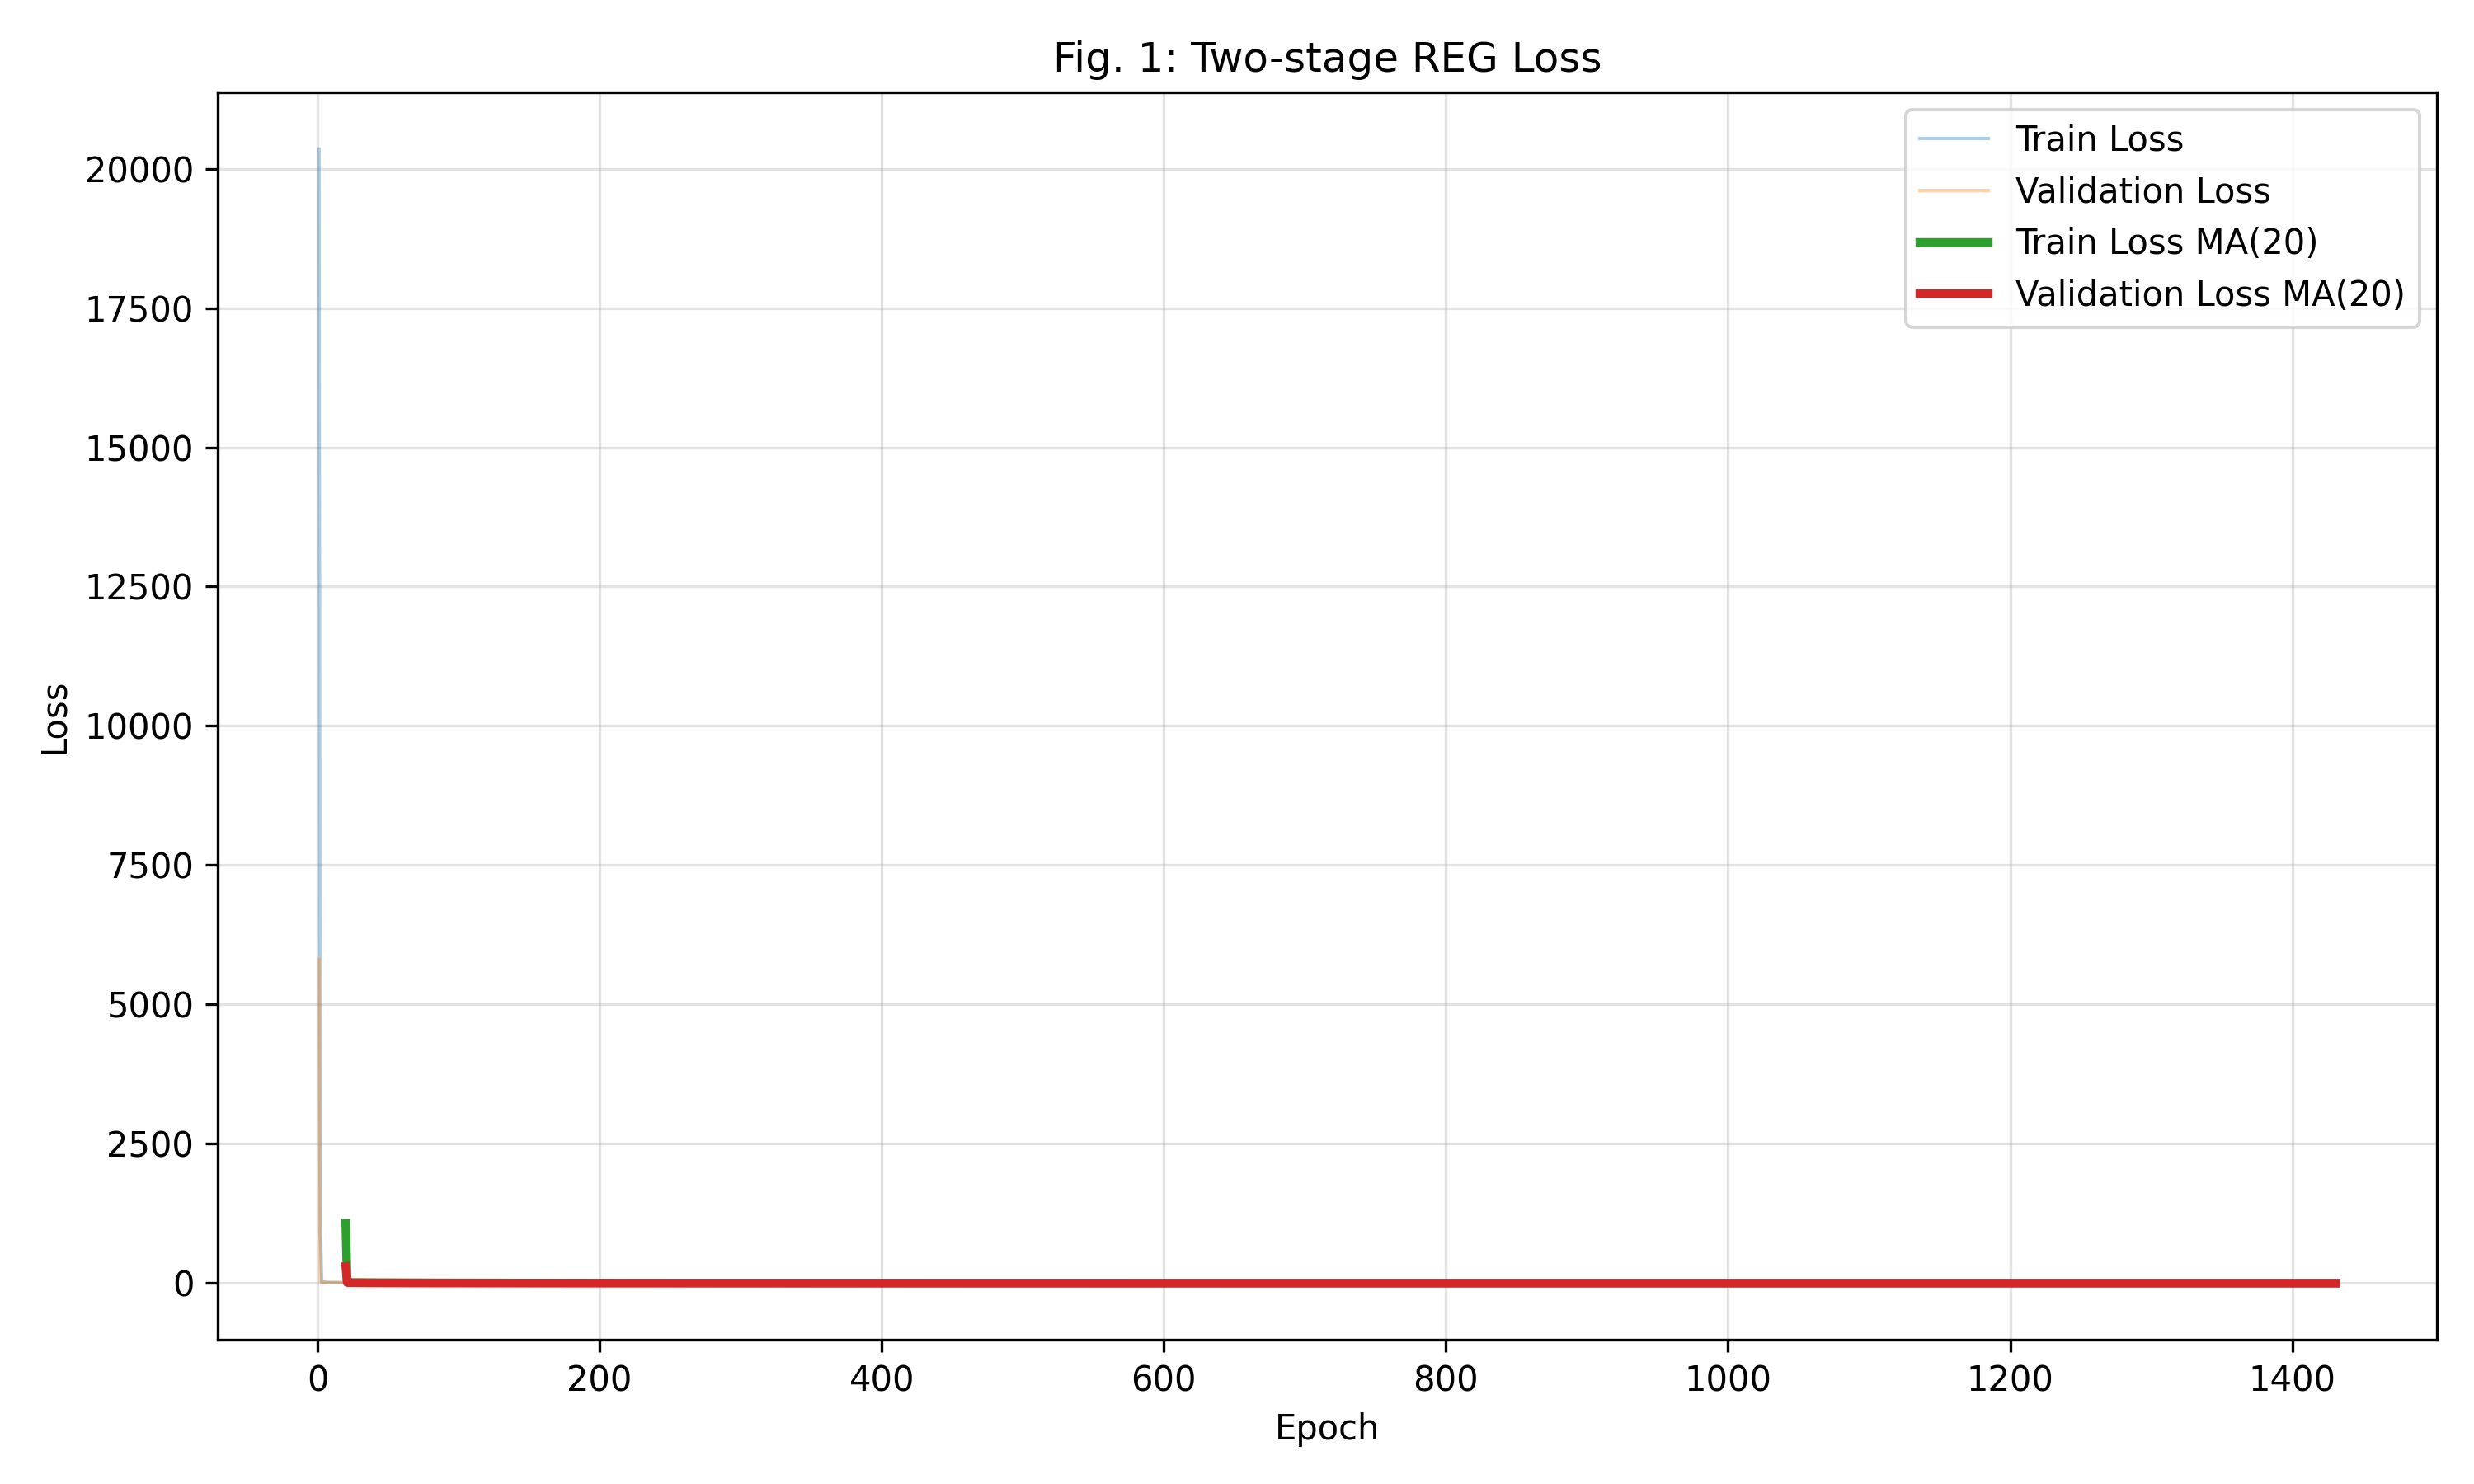 Fig. 1: Two-stage REG Loss
Train Loss
Validation Loss
Train Loss MA(20)
Validation Loss MA(20)
20000
17500
15000
12500
10000
7500
5000
2500
0
Loss
0 200 400 600 800 1000 1200 1400
Epoch